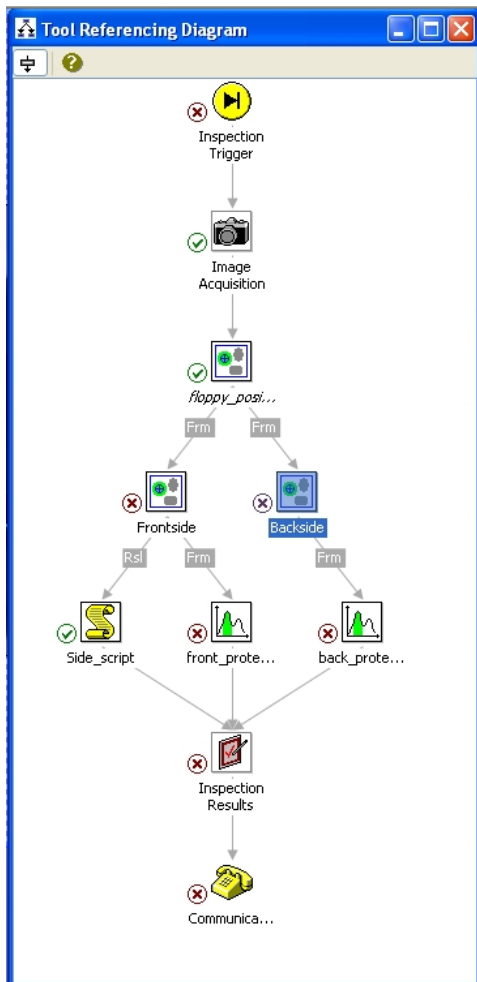 Tool Referencing Diagram
Inspection
Trigger
Image
Acquisition
floppy_posi...
Frm
Frm
Frontside
Backside
Rsl
Frm
Frm
Side_script
front_prote...
back_prote...
Inspection
Results
Communica...